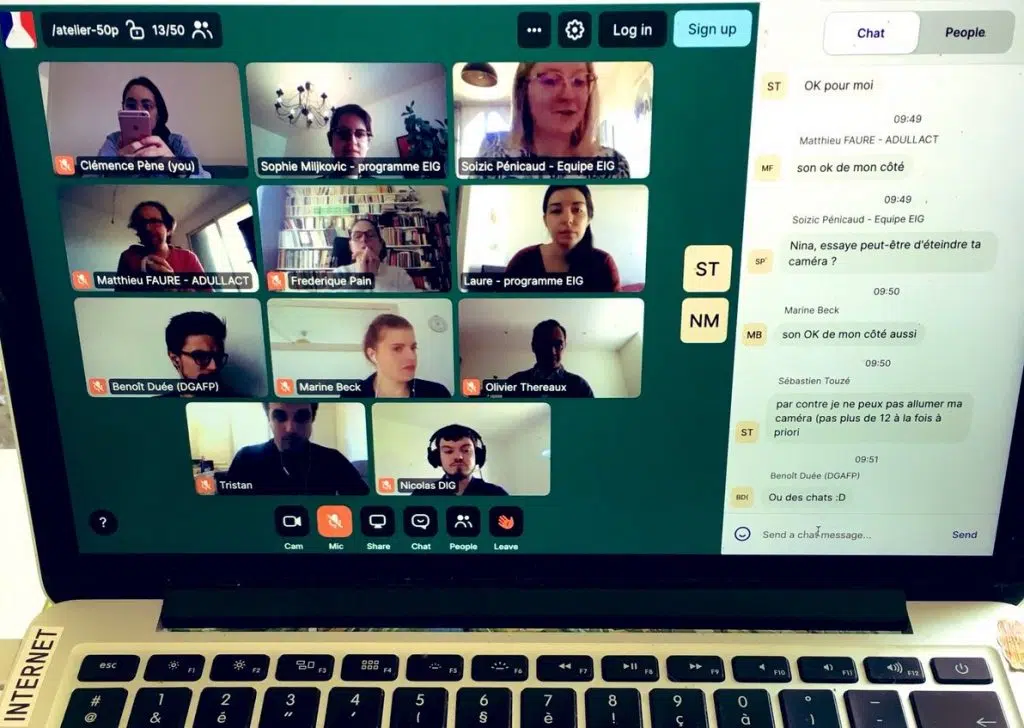 /atelier-50p 13/50
Log in
Sign up
Chat
People
Clémence Pène (you)
Sophie Miljkovic - programme EIG
Soizic Pénicaud - Equipe EIG
Matthieu FAURE - ADULLACT
Frederique Pain
Laure - programme EIG
Benoît Duée (DGAFP)
Marine Beck
Olivier Thereaux
Tristan
Nicolas DIG
ST
NM
?
Cam
Mic
Share
Chat
People
Leave
ST
OK pour moi
09:49
Matthieu FAURE - ADULLACT
MF
son ok de mon côté
09:49
Soizic Pénicaud - Equipe EIG
SP
Nina, essaye peut-être d'éteindre ta
caméra ?
09:50
Marine Beck
MB
son OK de mon côté aussi
09:50
Sébastien Touzé
ST
par contre je ne peux pas allumer ma
caméra (pas plus de 12 à la fois à
priori
09:51
Benoît Duée (DGAFP)
BD(
Ou des chats :D
Send a chat message...
Send
INTERNET
esc
F1
F2
F3
F4
F5
F6
F7
F8
F9
F10
F11
F12
# @
1 &
2 é
3 "
4 '
5 (
6 §
7 è
8 !
9 ç
0 à
° )